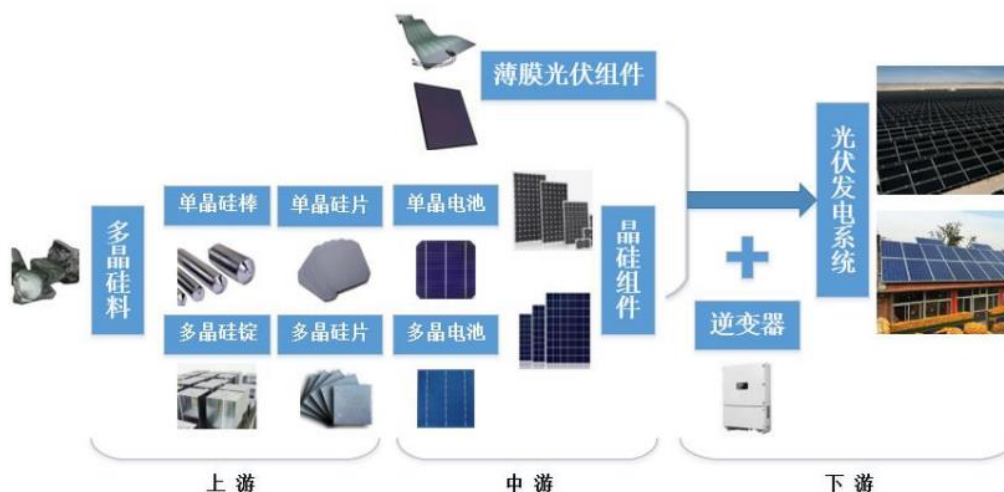 薄膜光伏组件
多晶硅料
单晶硅棒
单晶硅片
单晶电池
多晶硅锭
多晶硅片
多晶电池
晶硅组件
逆变器
光伏发电系统
上游
中游
下游